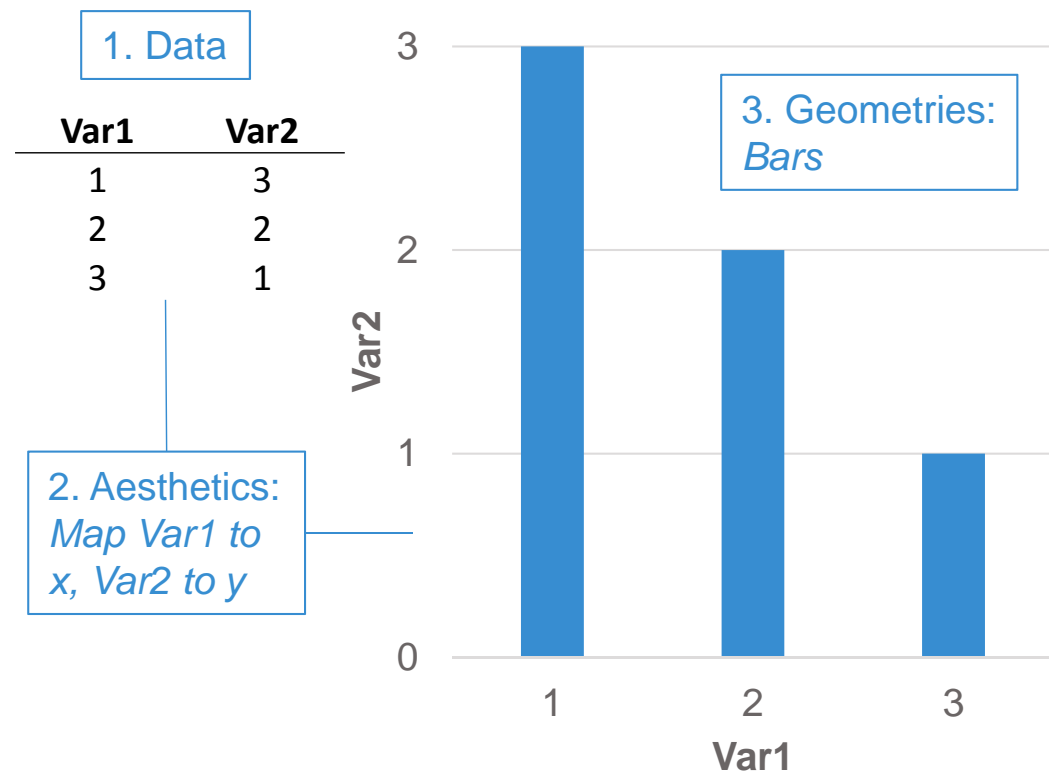 1. Data
Var1 Var2
1 3
2 2
3 1
2. Aesthetics:
Map Var1 to
x, Var2 to y
3. Geometries:
Bars
3
2
1
0
Var2
1 2 3
Var1